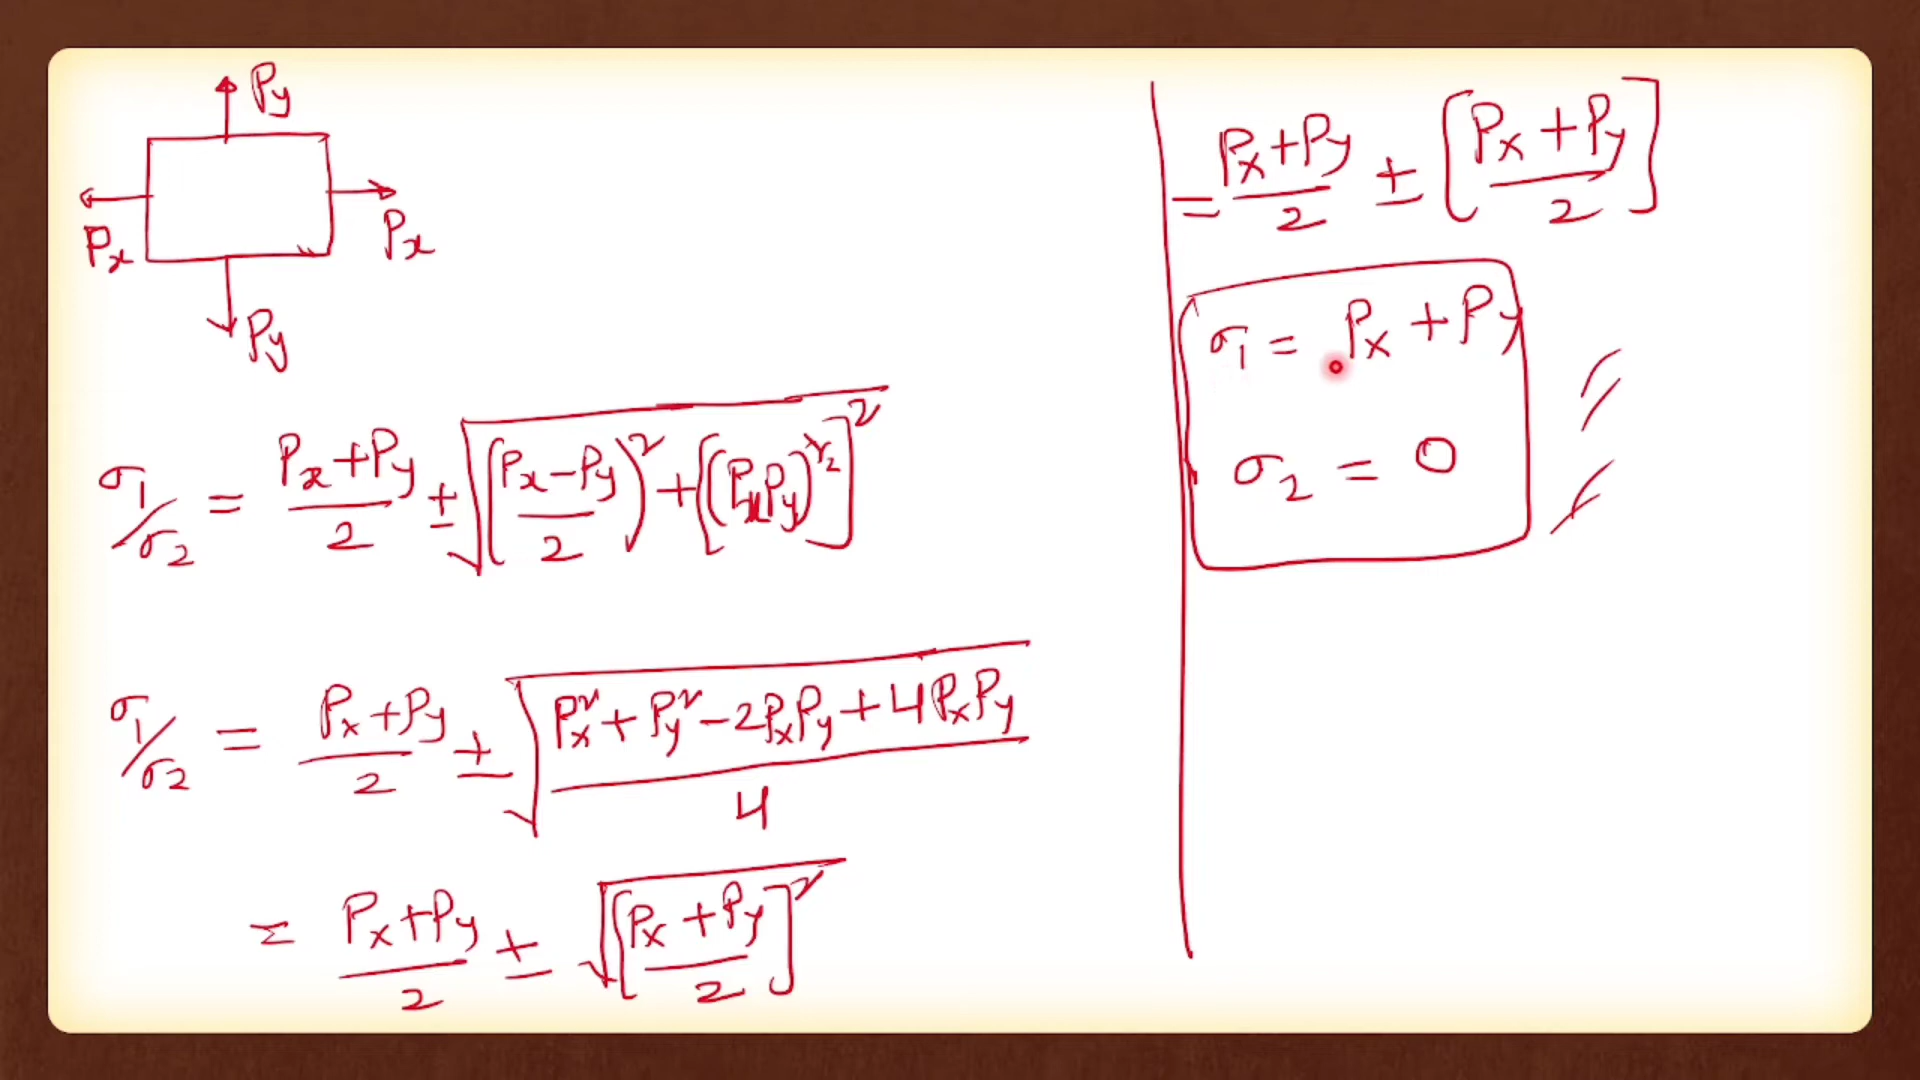 Py
Px
Px
Py
σ1/σ2 = Px+Py/2 ± √(Px-Py/2)² + [(PxPy)^1/2]²
σ1/σ2 = Px+Py/2 ± √Px²+Py²-2PxPy+4PxPy/4
= Px+Py/2 ± √[Px+Py/2]²
= Px+Py/2 ± [Px+Py/2]
σ1 = Px + Py
σ2 = 0